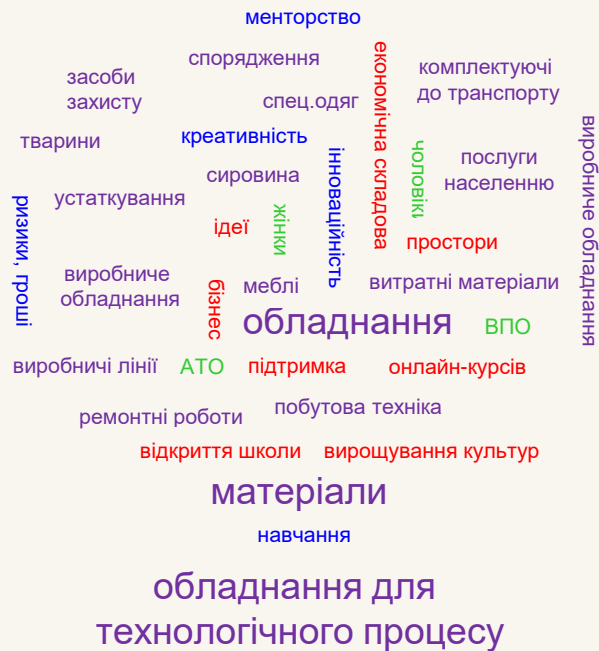 менторство
спорядження
засоби
захисту
спец.одяг
економічна складова
комплектуючі
до транспорту
тварини
креативність
інноваційність
чоловікі
виробниче обладнання
сировина
послуги
населенню
устаткування
ризики, гроші
ідеї
жінки
простори
виробниче
обладнання
бізнес
меблі
витратні матеріали
обладнання
ВПО
виробничі лінії
АТО
підтримка
онлайн-курсів
ремонтні роботи
побутова техніка
відкриття школи
вирощування культур
матеріали
навчання
обладнання для
технологічного процесу